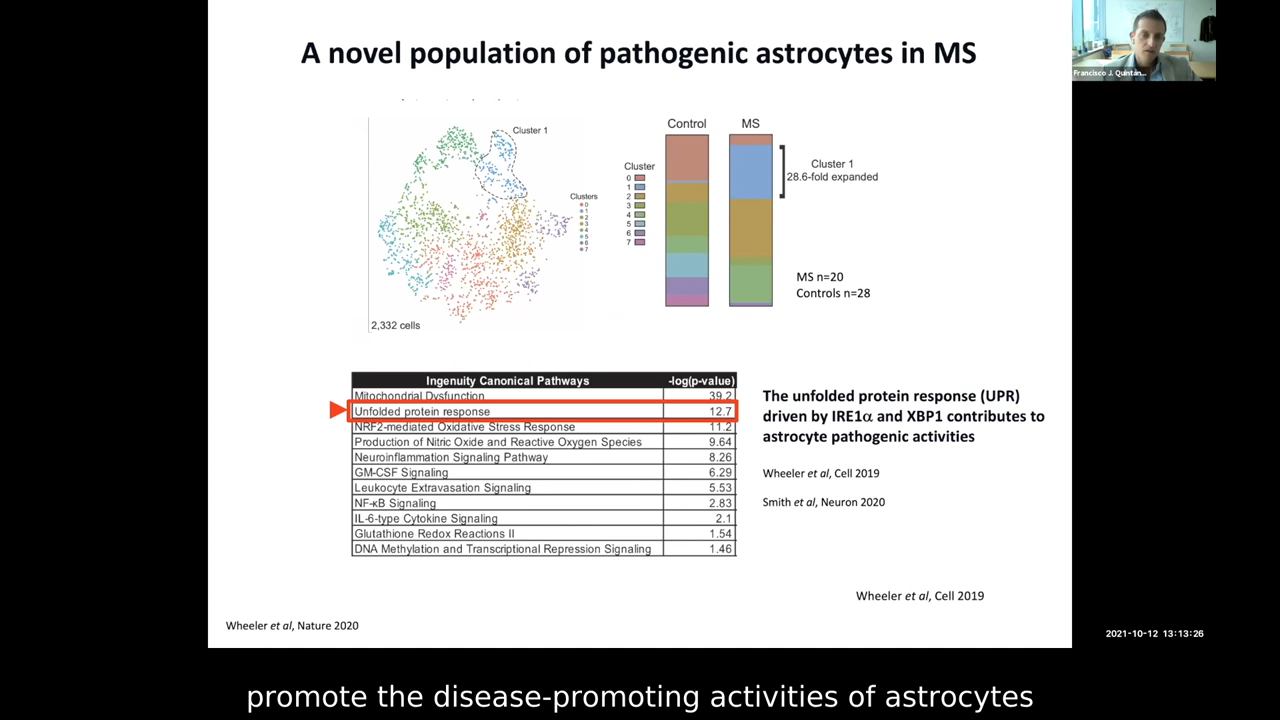 A novel population of pathogenic astrocytes in MS
Francisco J. Quintan...
Cluster 1
Clusters
0
1
2
3
4
5
6
7
2,332 cells
Control MS
Cluster
0
1
2
3
4
5
6
7
Cluster 1
28.6-fold expanded
MS n=20
Controls n=28
Ingenuity Canonical Pathways -log(p-value)
Mitochondrial Dysfunction 39.2
Unfolded protein response 12.7
NRF2-mediated Oxidative Stress Response 11.2
Production of Nitric Oxide and Reactive Oxygen Species 9.64
Neuroinflammation Signaling Pathway 8.26
GM-CSF Signaling 6.29
Leukocyte Extravasation Signaling 5.53
NF-κB Signaling 2.83
IL-6-type Cytokine Signaling 2.1
Glutathione Redox Reactions II 1.54
DNA Methylation and Transcriptional Repression Signaling 1.46
The unfolded protein response (UPR)
driven by IRE1α and XBP1 contributes to
astrocyte pathogenic activities
Wheeler et al, Cell 2019
Smith et al, Neuron 2020
Wheeler et al, Cell 2019
Wheeler et al, Nature 2020
2021-10-12 13:13:26
promote the disease-promoting activities of astrocytes